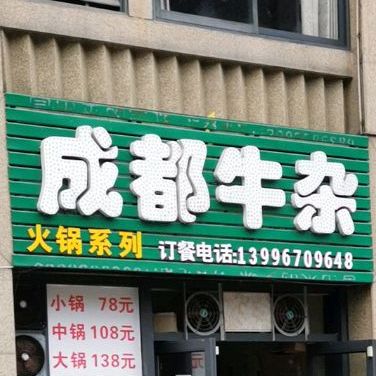 成都牛杂
火锅系列 订餐电话:13996709648
小锅 78元
中锅 108元
大锅 138元